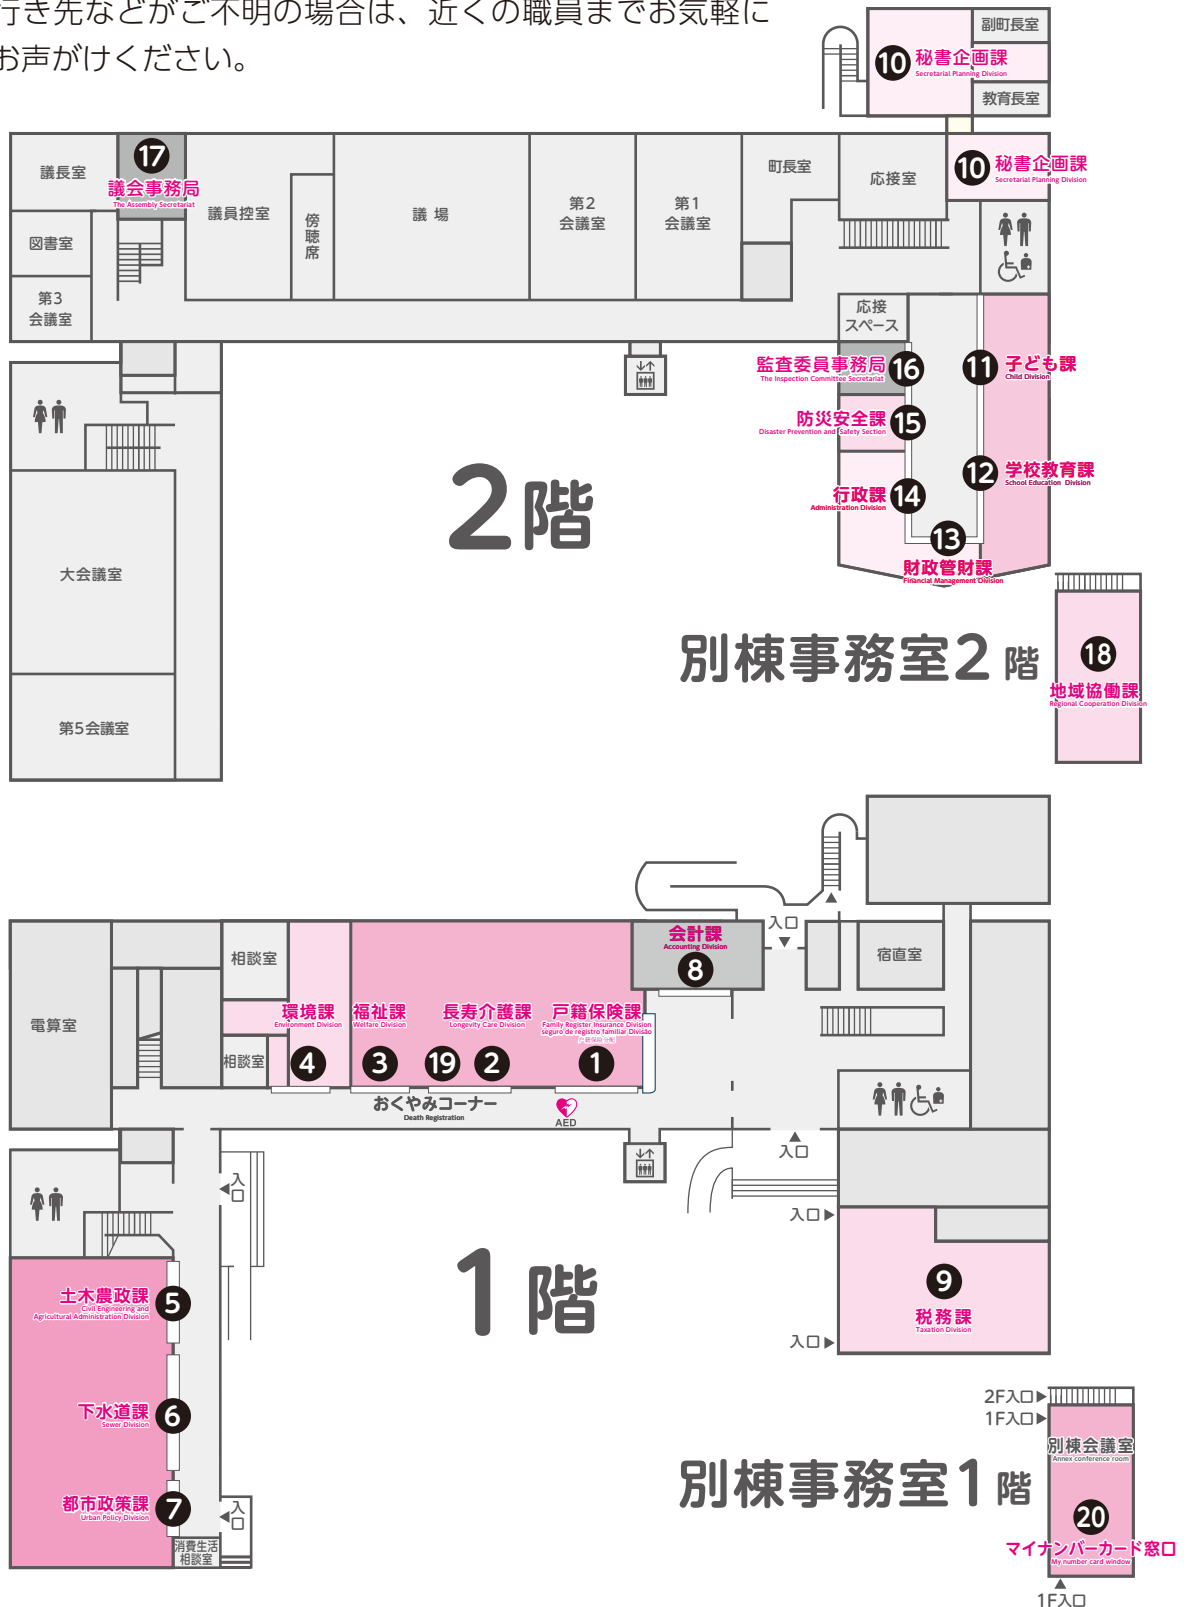 行き先などがご不明の場合は、近くの職員までお気軽に
お声がけください。
副町長室
10 秘書企画課
Secretarial Planning Division
教育長室
議長室
17
議会事務局
The Assembly Secretariat
図書室
第3
会議室
議員控室
傍聴席
議場
第2
会議室
第1
会議室
町長室
応接室
10 秘書企画課
Secretarial Planning Division
応接
スペース
監査委員事務局 16
The Inspection Committee Secretariat
11 子ども課
Child Division
防災安全課 15
Disaster Prevention and Safety Section
12 学校教育課
School Education Division
行政課 14
Administration Division
13
財政管財課
Financial Management Division
2階
大会議室
第5会議室
別棟事務室2階
18
地域協働課
Regional Cooperation Division
入口
会計課
Accounting Division
8
宿直室
電算室
相談室
相談室
環境課
Environment Division
4
福祉課
Welfare Division
3
長寿介護課
Longevity Care Division
19 2
戸籍保険課
Family Register Insurance Division
seguro de registro familiar Divisão
1
おくやみコーナー
Death Registration
AED
入口
入口
入口
9
税務課
Taxation Division
入口
1階
土木農政課 5
Civil Engineering and
Agricultural Administration Division
下水道課 6
Sewer Division
都市政策課 7
Urban Policy Division
入口
消費生活
相談室
別棟事務室1階
2F入口
1F入口
別棟会議室
Annex conference room
20
マイナンバーカード窓口
My number card window
1F入口